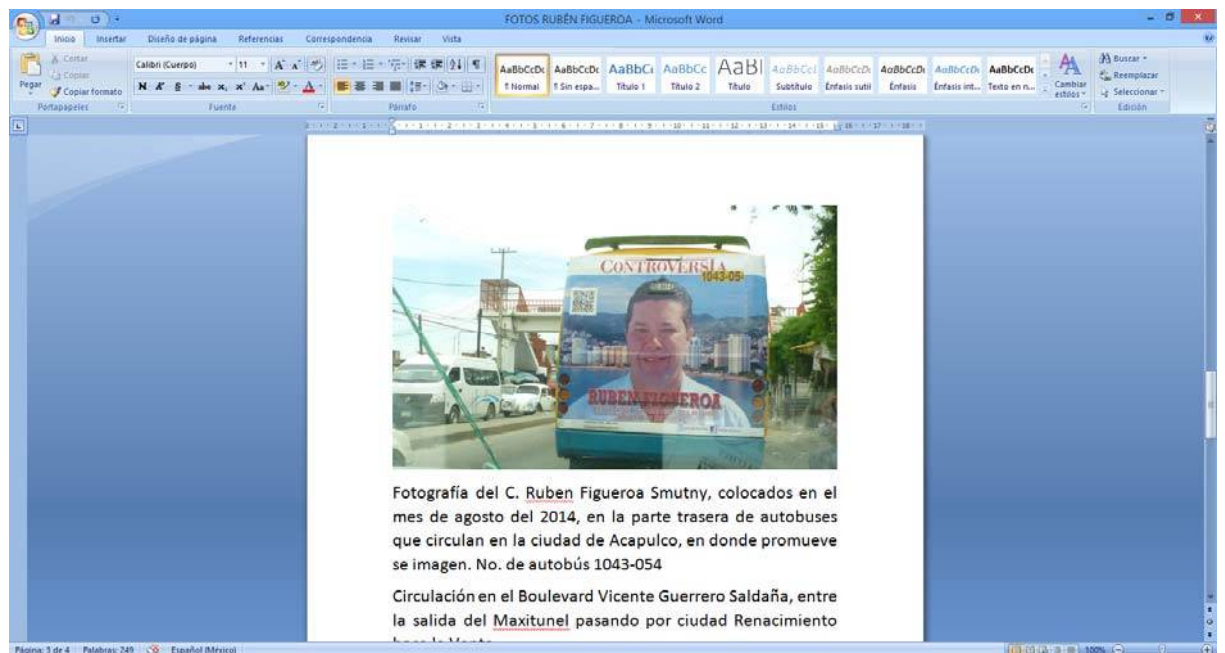 FOTOS RUBÉN FIGUEROA - Microsoft Word
Inicio Insertar Diseño de página Referencias Correspondencia Revisar Vista
Pegar
Cortar
Copiar
Copiar formato
Portapapeles
Calibri (Cuerpo) 11
Fuente
Párrafo
AaBbCcDc AaBbCcDc AaBbCc AaBbCc AaBl AaBbCcL AaBbCcDc AaBbCcDc AaBbCcDc AaBbCcDc
¶ Normal ¶ Sin espa... Título 1 Título 2 Título Subtítulo Énfasis sutil Énfasis Énfasis int... Texto en n...
Cambiar estilos
Estilos
Buscar
Reemplazar
Seleccionar
Edición
CONTROVERSIA
1043-05
RUBEN FIGUEROA
Fotografía del C. Ruben Figueroa Smutny, colocados en el
mes de agosto del 2014, en la parte trasera de autobuses
que circulan en la ciudad de Acapulco, en donde promueve
se imagen. No. de autobús 1043-054
Circulación en el Boulevard Vicente Guerrero Saldaña, entre
la salida del Maxitunel pasando por ciudad Renacimiento
Página: 3 de 4 Palabras: 249 Español (México) 100%